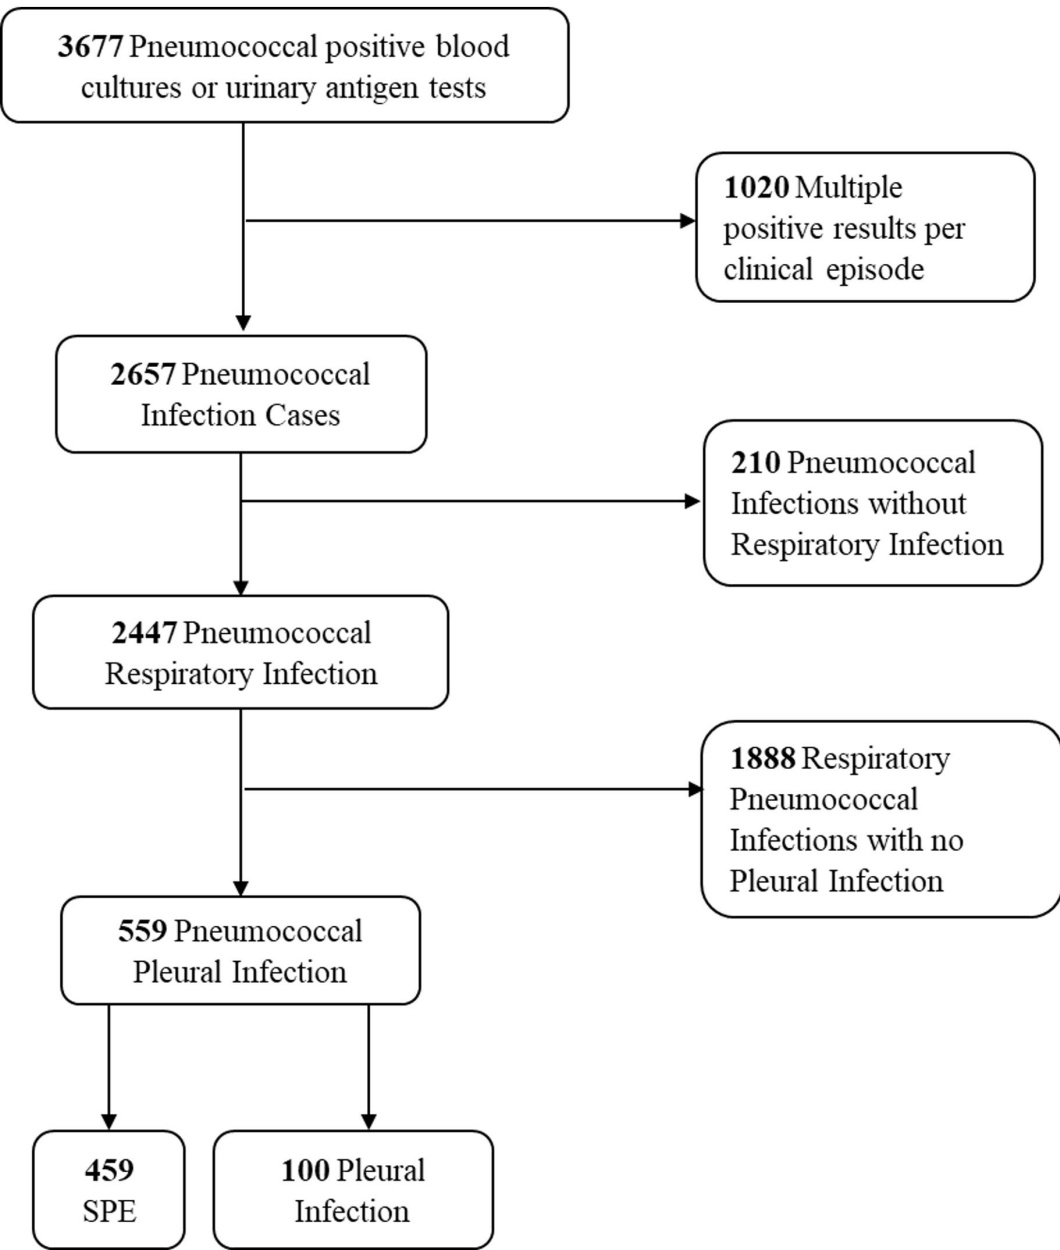 3677 Pneumococcal positive blood
cultures or urinary antigen tests
1020 Multiple
positive results per
clinical episode
2657 Pneumococcal
Infection Cases
210 Pneumococcal
Infections without
Respiratory Infection
2447 Pneumococcal
Respiratory Infection
1888 Respiratory
Pneumococcal
Infections with no
Pleural Infection
559 Pneumococcal
Pleural Infection
459
SPE
100 Pleural
Infection